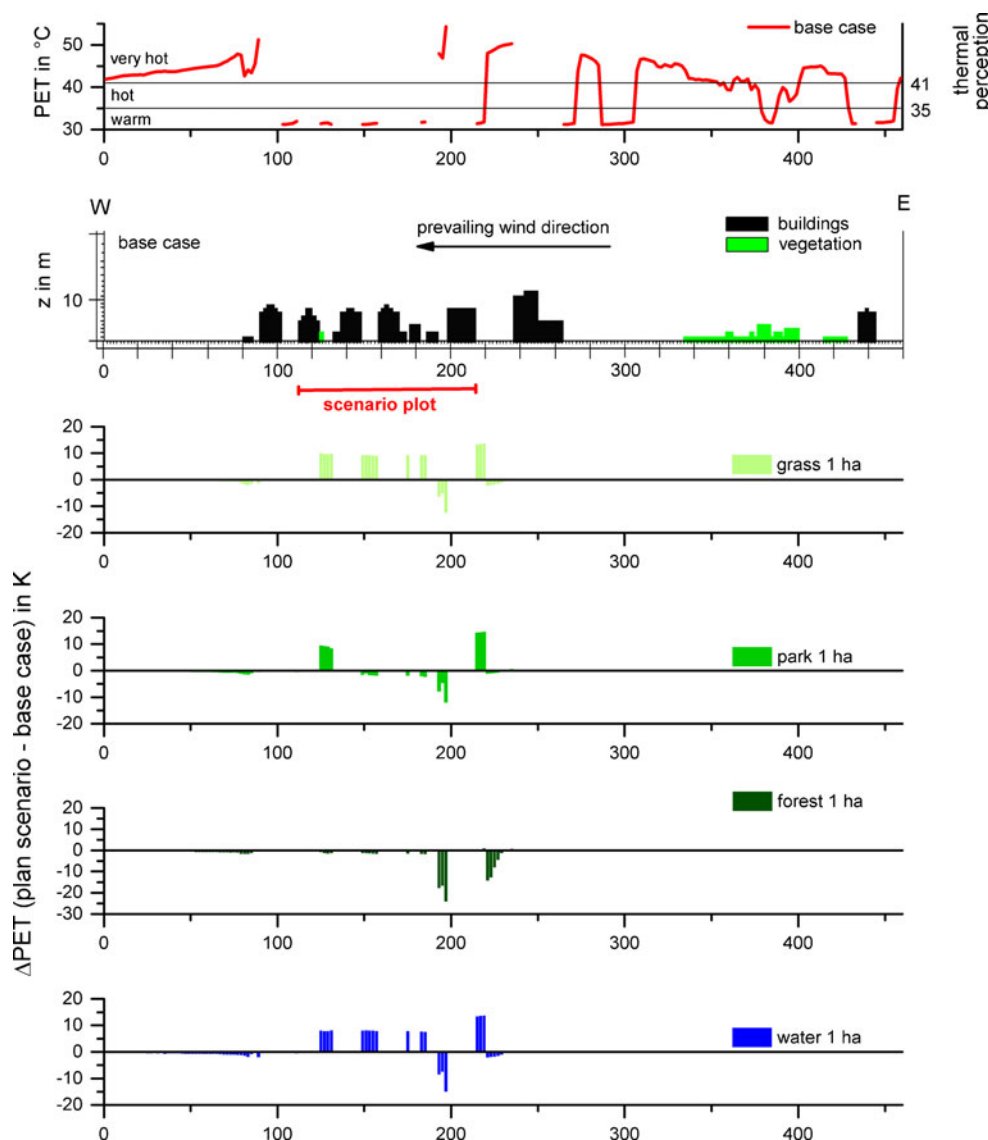 base case
50
very hot
PET in °C
thermal perception
41
40
hot
35
warm
30
0 100 200 300 400
W E
base case
prevailing wind direction
buildings
vegetation
z in m
10
0 100 200 300 400
scenario plot
ΔPET (plan scenario - base case) in K
20
10
grass 1 ha
0
-10
-20
0 100 200 300 400
20
10
park 1 ha
0
-10
-20
0 100 200 300 400
forest 1 ha
20
10
0
-10
-20
-30
0 100 200 300 400
20
10
water 1 ha
0
-10
-20
0 100 200 300 400